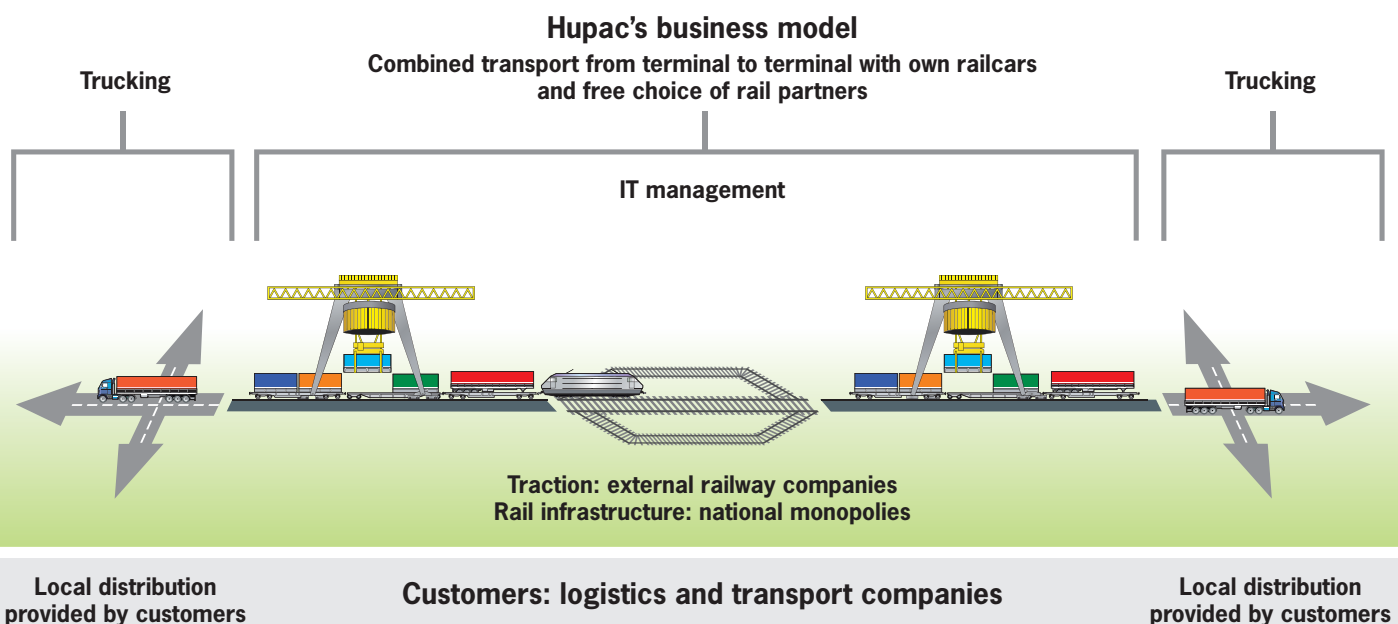 Hupac’s business model
Combined transport from terminal to terminal with own railcars
and free choice of rail partners
Trucking
Trucking
IT management
Traction: external railway companies
Rail infrastructure: national monopolies
Local distribution
provided by customers
Customers: logistics and transport companies
Local distribution
provided by customers